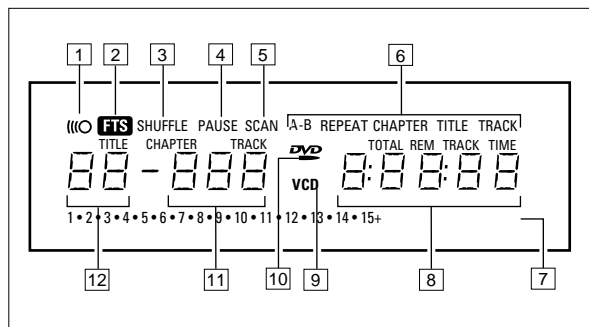 1 2 3 4 5 6
FTS SHUFFLE PAUSE SCAN A-B REPEAT CHAPTER TITLE TRACK
TITLE CHAPTER TRACK DVD TOTAL REM TRACK TIME
88 - 888 8:88:88
VCD
1•2•3•4•5•6•7•8•9•10•11•12•13•14•15+
7
12 11 10 9 8